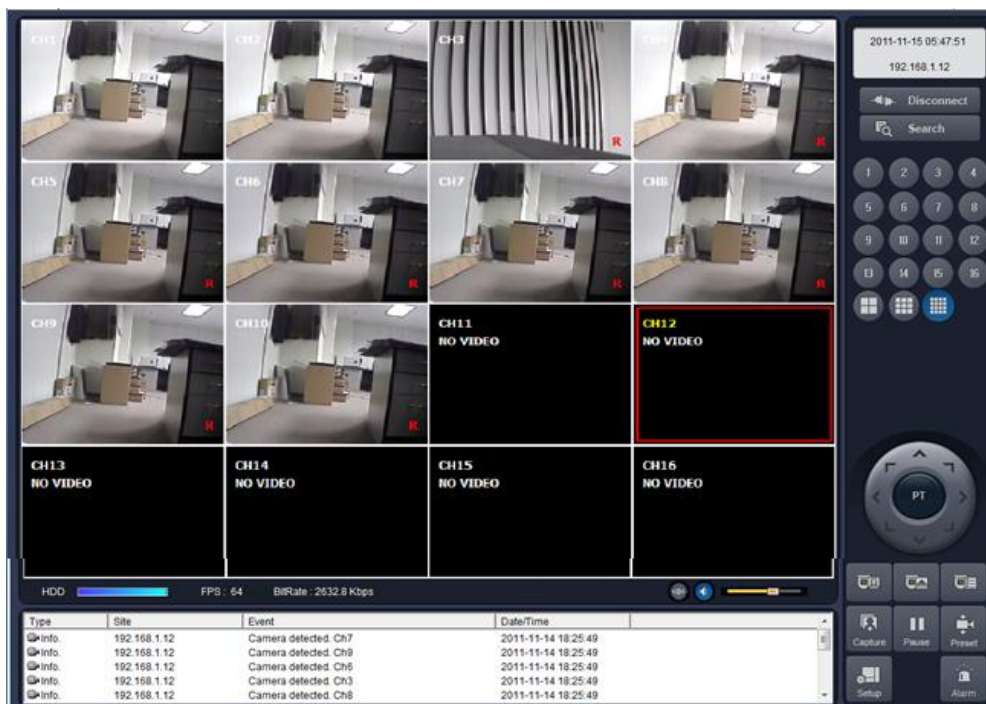 CH1
CH2
CH3
R
CH4
CH5
R
CH6
R
CH7
R
CH8
R
CH9
R
CH10
R
CH11
NO VIDEO
CH12
NO VIDEO
CH13
NO VIDEO
CH14
NO VIDEO
CH15
NO VIDEO
CH16
NO VIDEO
HDD FPS : 64 BitRate : 2632.8 Kbps
Type Site Event Date/Time
Info. 192.168.1.12 Camera detected. Ch7 2011-11-14 18:25:49
Info. 192.168.1.12 Camera detected. Ch9 2011-11-14 18:25:49
Info. 192.168.1.12 Camera detected. Ch6 2011-11-14 18:25:49
Info. 192.168.1.12 Camera detected. Ch3 2011-11-14 18:25:49
Info. 192.168.1.12 Camera detected. Ch8 2011-11-14 18:25:49
2011-11-15 05:47:51
192.168.1.12
Disconnect
Search
1 2 3 4
5 6 7 8
9 10 11 12
13 14 15 16
PT
Capture Pause Preset
Setup Alarm